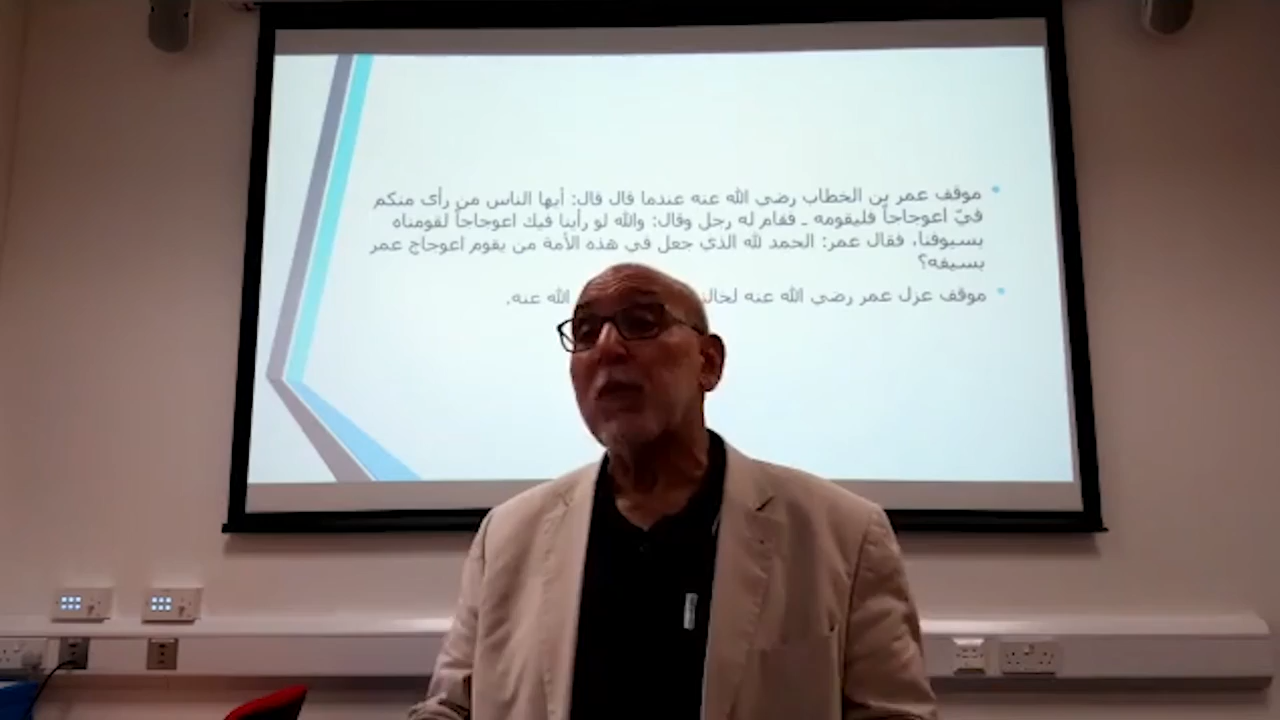 موقف عمر بن الخطاب رضي الله عنه عندما قال قال: أيها الناس من رأى منكم
فيّ اعوجاجاً فليقومه ـ فقام له رجل وقال: والله لو رأينا فيك اعوجاجاً لقومناه
بسيوفنا، فقال عمر: الحمد لله الذي جعل في هذه الأمة من يقوم اعوجاج عمر
بسيفه؟
موقف عزل عمر رضي الله عنه الله عنه.